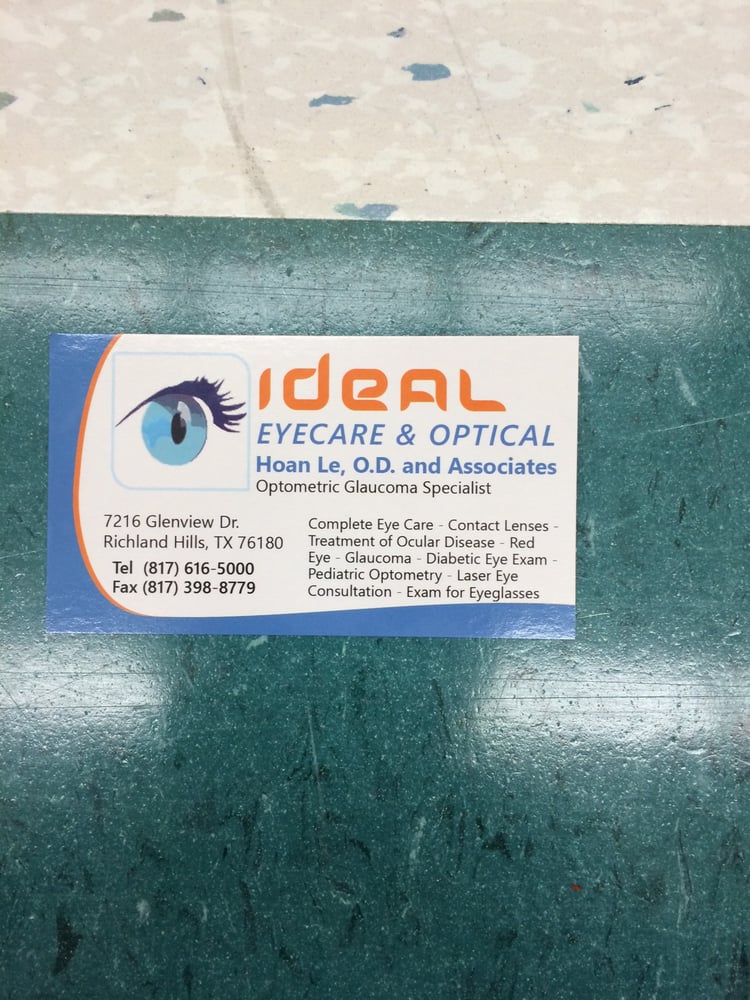 IdeAL
EYECARE & OPTICAL
Hoan Le, O.D. and Associates
Optometric Glaucoma Specialist
7216 Glenview Dr.
Richland Hills, TX 76180
Tel (817) 616-5000
Fax (817) 398-8779
Complete Eye Care - Contact Lenses -
Treatment of Ocular Disease - Red
Eye - Glaucoma - Diabetic Eye Exam -
Pediatric Optometry - Laser Eye
Consultation - Exam for Eyeglasses